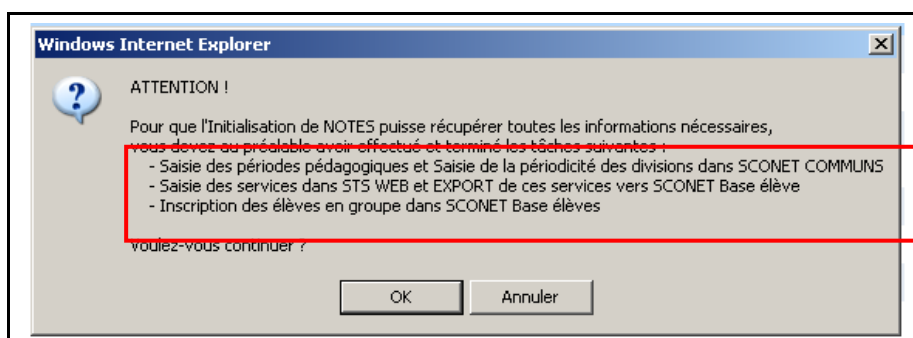 Windows Internet Explorer
ATTENTION !
Pour que l'Initialisation de NOTES puisse récupérer toutes les informations nécessaires,
vous devez au préalable avoir effectué et terminé les tâches suivantes :
- Saisie des périodes pédagogiques et Saisie de la périodicité des divisions dans SCONET COMMUNS
- Saisie des services dans STS WEB et EXPORT de ces services vers SCONET Base élève
- Inscription des élèves en groupe dans SCONET Base élèves
Voulez-vous continuer ?
OK
Annuler